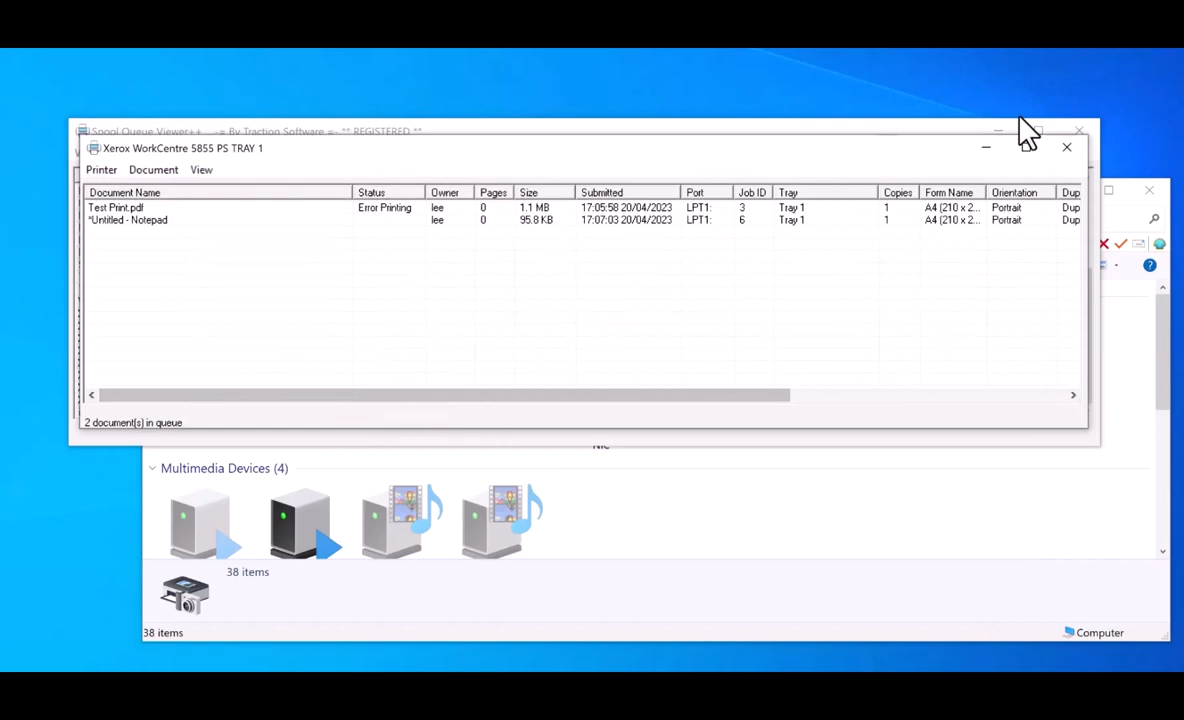 Spool Queue Viewer++ -= By Traction Software =- ** REGISTERED **
Xerox WorkCentre 5855 PS TRAY 1
Printer Document View
Document Name Status Owner Pages Size Submitted Port Job ID Tray Copies Form Name Orientation Dup
Test Print.pdf Error Printing lee 0 1.1 MB 17:05:58 20/04/2023 LPT1: 3 Tray 1 1 A4 (210 x 2... Portrait Dup
*Untitled - Notepad lee 0 95.8 KB 17:07:03 20/04/2023 LPT1: 6 Tray 1 1 A4 (210 x 2... Portrait Dup
2 document(s) in queue
Multimedia Devices (4)
38 items
38 items
Computer